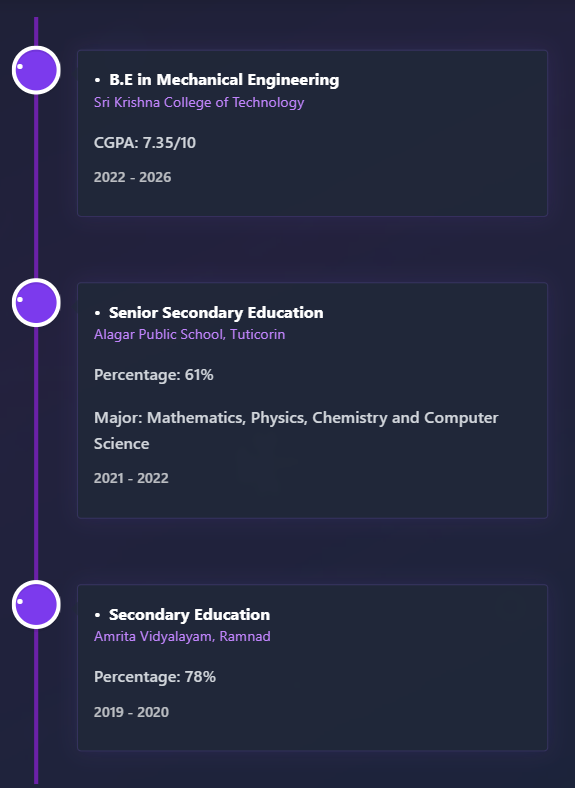 • B.E in Mechanical Engineering
Sri Krishna College of Technology
CGPA: 7.35/10
2022 - 2026
• Senior Secondary Education
Alagar Public School, Tuticorin
Percentage: 61%
Major: Mathematics, Physics, Chemistry and Computer
Science
2021 - 2022
• Secondary Education
Amrita Vidyalayam, Ramnad
Percentage: 78%
2019 - 2020